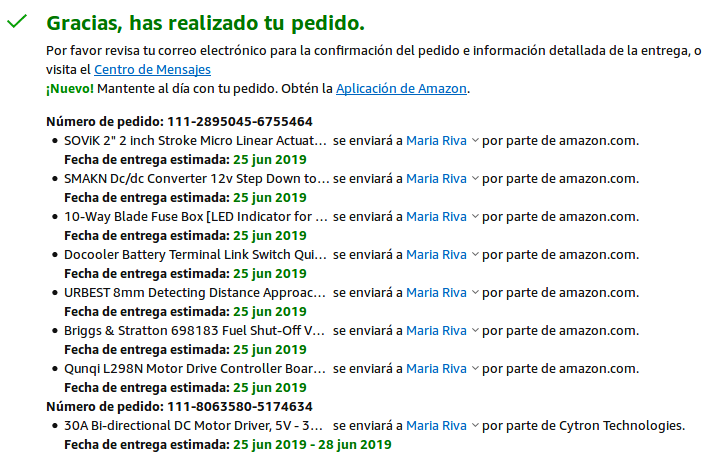 Gracias, has realizado tu pedido.
Por favor revisa tu correo electrónico para la confirmación del pedido e información detallada de la entrega, o
visita el Centro de Mensajes
¡Nuevo! Mantente al día con tu pedido. Obtén la Aplicación de Amazon.
Número de pedido: 111-2895045-6755464
• SOViK 2" 2 inch Stroke Micro Linear Actuat... se enviará a Maria Riva por parte de amazon.com.
Fecha de entrega estimada: 25 jun 2019
• SMAKN Dc/dc Converter 12v Step Down to... se enviará a Maria Riva por parte de amazon.com.
Fecha de entrega estimada: 25 jun 2019
• 10-Way Blade Fuse Box [LED Indicator for ... se enviará a Maria Riva por parte de amazon.com.
Fecha de entrega estimada: 25 jun 2019
• Docooler Battery Terminal Link Switch Qui... se enviará a Maria Riva por parte de amazon.com.
Fecha de entrega estimada: 25 jun 2019
• URBEST 8mm Detecting Distance Approac... se enviará a Maria Riva por parte de amazon.com.
Fecha de entrega estimada: 25 jun 2019
• Briggs & Stratton 698183 Fuel Shut-Off V... se enviará a Maria Riva por parte de amazon.com.
Fecha de entrega estimada: 25 jun 2019
• Qunqi L298N Motor Drive Controller Boar... se enviará a Maria Riva por parte de amazon.com.
Fecha de entrega estimada: 25 jun 2019
Número de pedido: 111-8063580-5174634
• 30A Bi-directional DC Motor Driver, 5V - 3... se enviará a Maria Riva por parte de Cytron Technologies.
Fecha de entrega estimada: 25 jun 2019 - 28 jun 2019